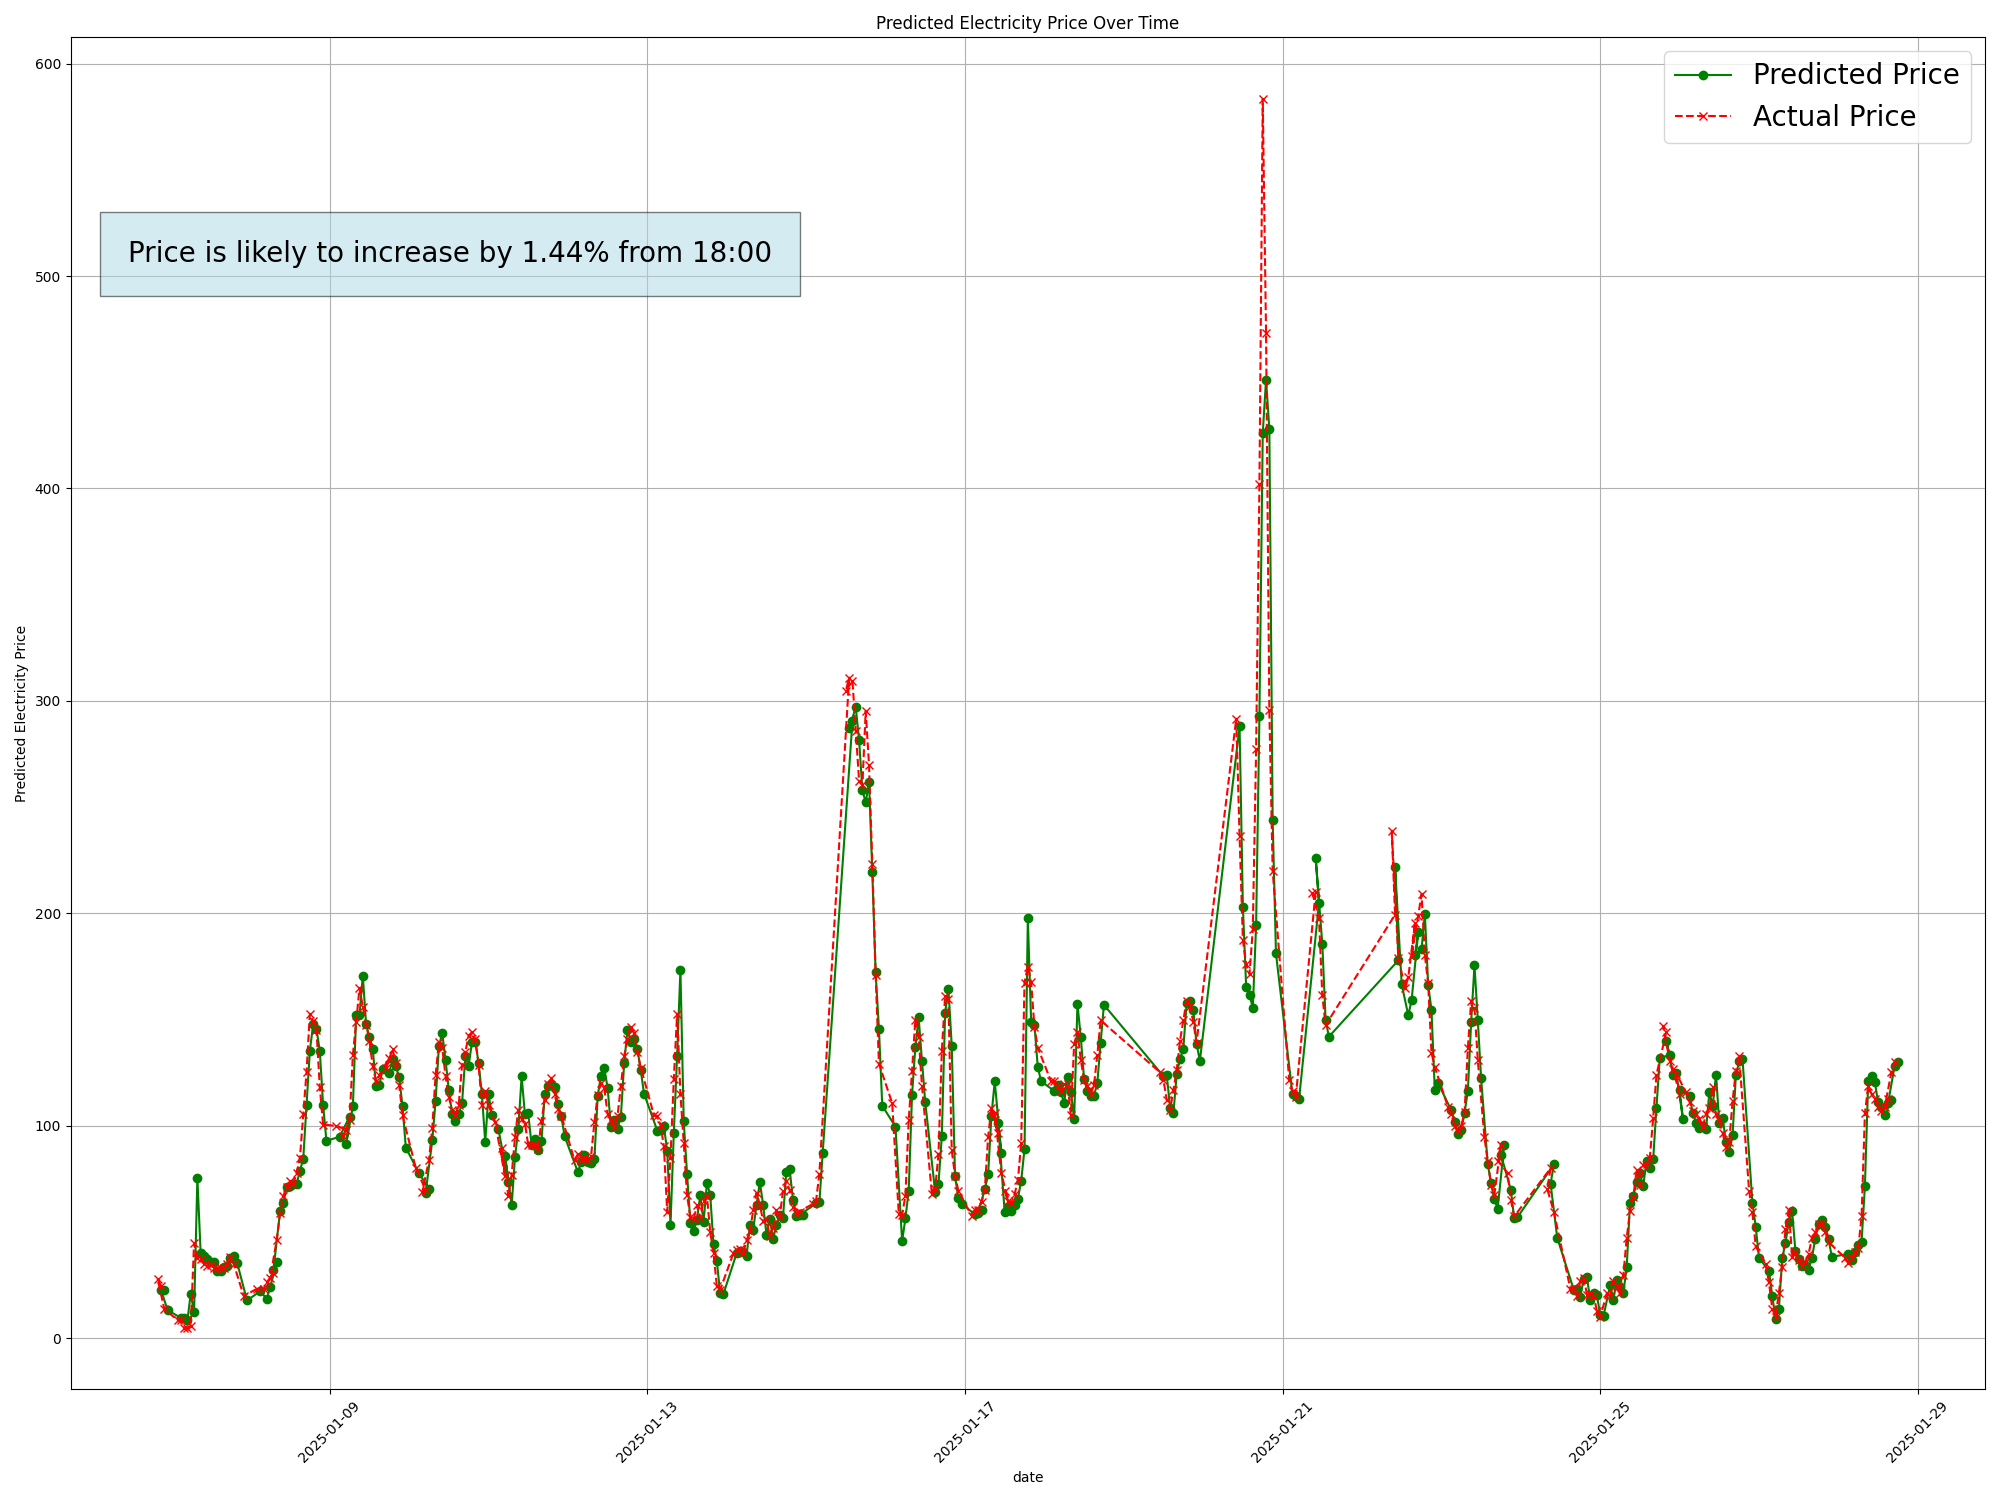 Predicted Electricity Price Over Time
Predicted Price
Actual Price
Price is likely to increase by 1.44% from 18:00
Predicted Electricity Price
600
500
400
300
200
100
0
2025-01-09
2025-01-13
2025-01-17
2025-01-21
2025-01-25
2025-01-29
date